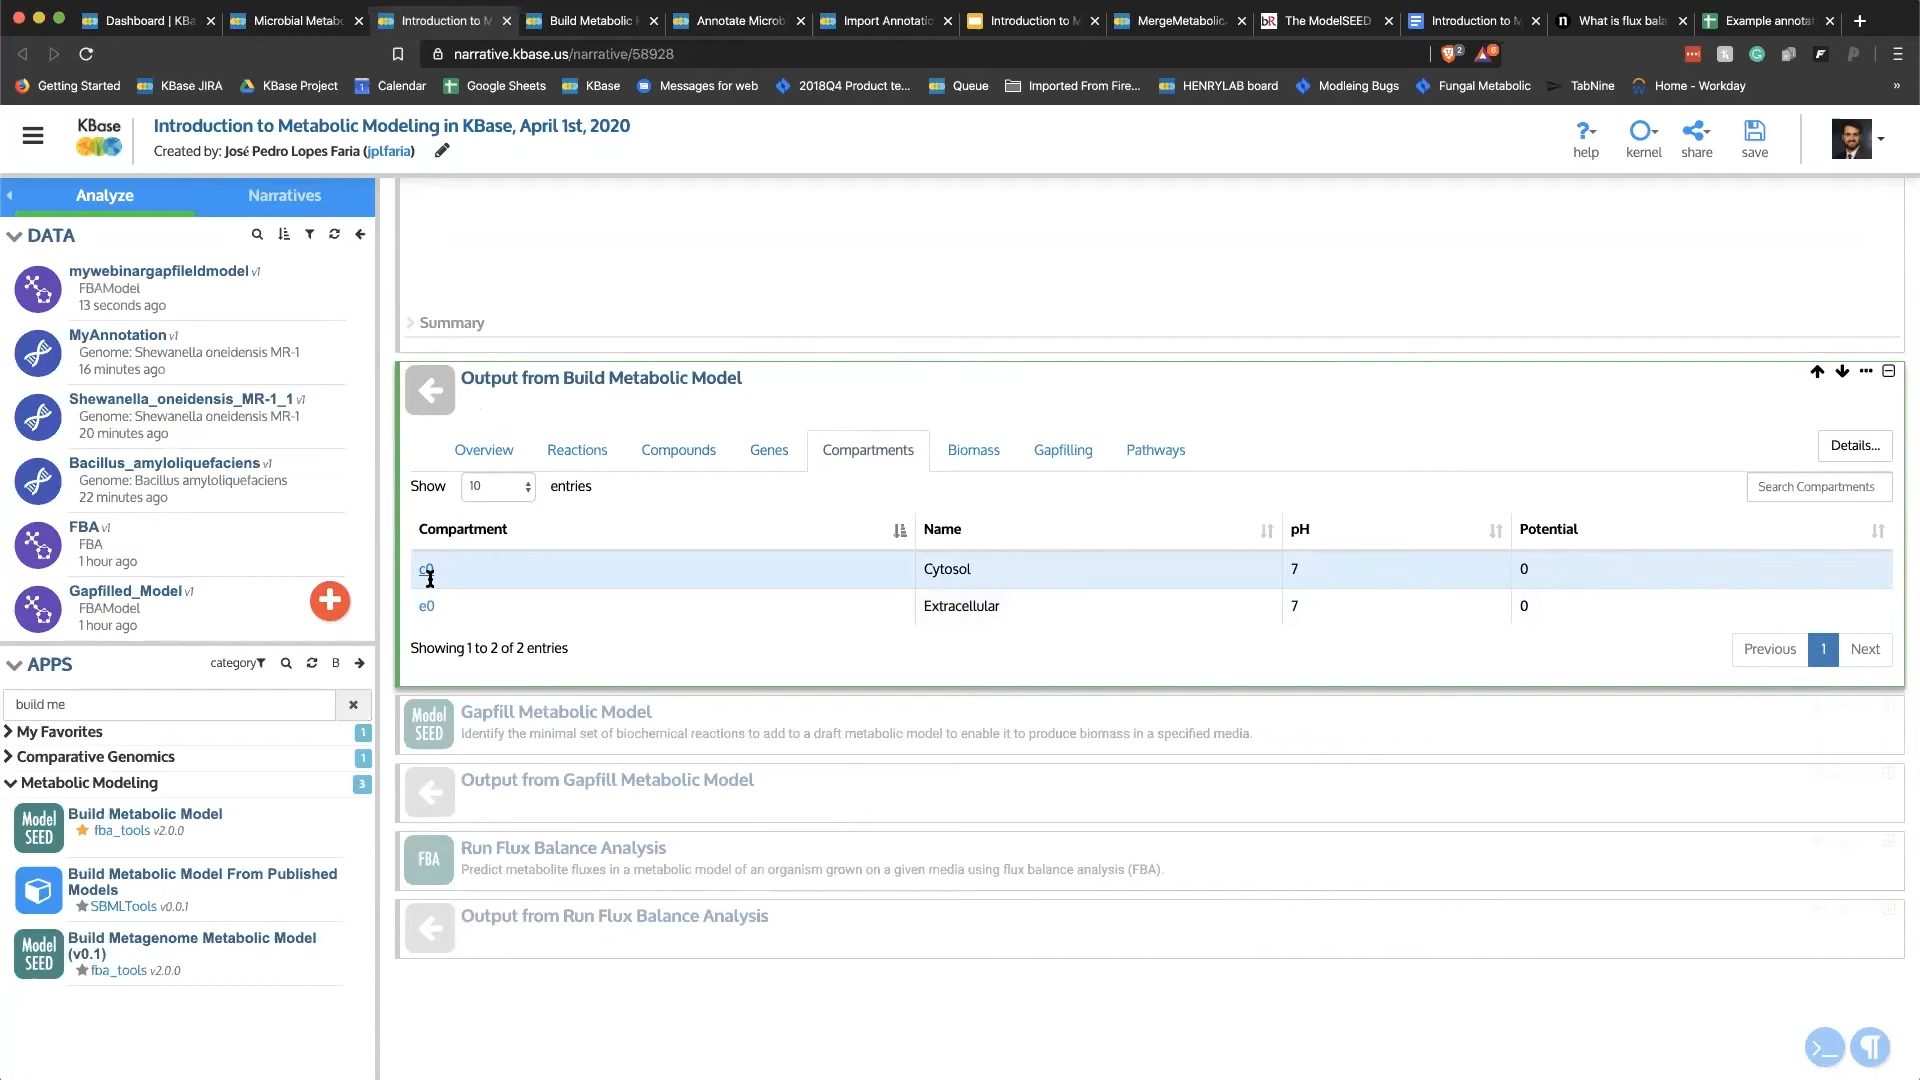 Dashboard | KBa
Microbial Metab
Introduction to M
Build Metabolic
Annotate Microb
Import Annotatic
Introduction to M
MergeMetabolic
bR The ModelSEED
Introduction to M
n What is flux bala
Example annotat
narrative.kbase.us/narrative/58928
2
8
Getting Started
KBase JIRA
KBase Project
Calendar
Google Sheets
KBase
Messages for web
2018Q4 Product te...
Queue
Imported From Fire...
HENRYLAB board
Modleing Bugs
Fungal Metabolic
TabNine
Home - Workday
»
KBase
Introduction to Metabolic Modeling in KBase, April 1st, 2020
Created by: José Pedro Lopes Faria (jplfaria)
help
kernel
share
save
Analyze
Narratives
DATA
mywebinargapfileldmodel v1
FBAModel
13 seconds ago
MyAnnotation v1
Genome: Shewanella oneidensis MR-1
16 minutes ago
Shewanella_oneidensis_MR-1_1 v1
Genome: Shewanella oneidensis MR-1
20 minutes ago
Bacillus_amyloliquefaciens v1
Genome: Bacillus amyloliquefaciens
22 minutes ago
FBA v1
FBA
1 hour ago
Gapfilled_Model v1
FBAModel
1 hour ago
APPS
category
B
build me
My Favorites
1
Comparative Genomics
1
Metabolic Modeling
3
Model SEED
Build Metabolic Model
fba_tools v2.0.0
Build Metabolic Model From Published
Models
SBMLTools v0.0.1
Model SEED
Build Metagenome Metabolic Model
(v0.1)
fba_tools v2.0.0
Summary
Output from Build Metabolic Model
Overview
Reactions
Compounds
Genes
Compartments
Biomass
Gapfilling
Pathways
Details...
Show 10 entries
Search Compartments
Compartment Name pH Potential
c0 Cytosol 7 0
e0 Extracellular 7 0
Showing 1 to 2 of 2 entries
Previous 1 Next
Model SEED
Gapfill Metabolic Model
Identify the minimal set of biochemical reactions to add to a draft metabolic model to enable it to produce biomass in a specified media.
Output from Gapfill Metabolic Model
FBA
Run Flux Balance Analysis
Predict metabolite fluxes in a metabolic model of an organism grown on a given media using flux balance analysis (FBA).
Output from Run Flux Balance Analysis